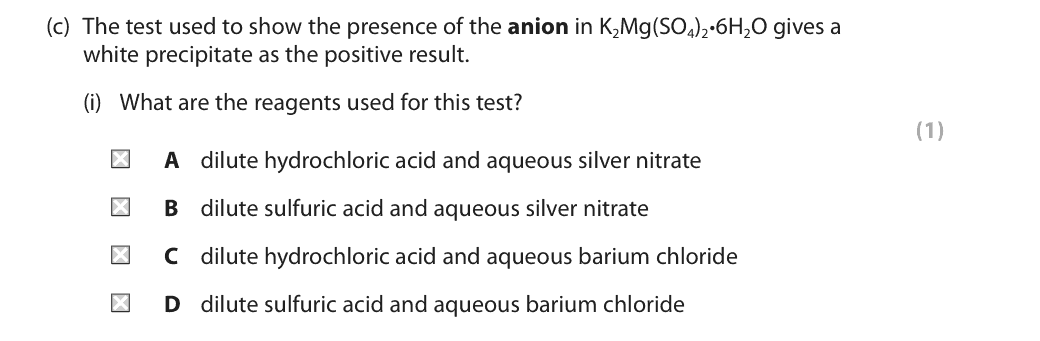 (c) The test used to show the presence of the anion in K₂Mg(SO₄)₂•6H₂O gives a
white precipitate as the positive result.
(i) What are the reagents used for this test?
(1)
A dilute hydrochloric acid and aqueous silver nitrate
B dilute sulfuric acid and aqueous silver nitrate
C dilute hydrochloric acid and aqueous barium chloride
D dilute sulfuric acid and aqueous barium chloride